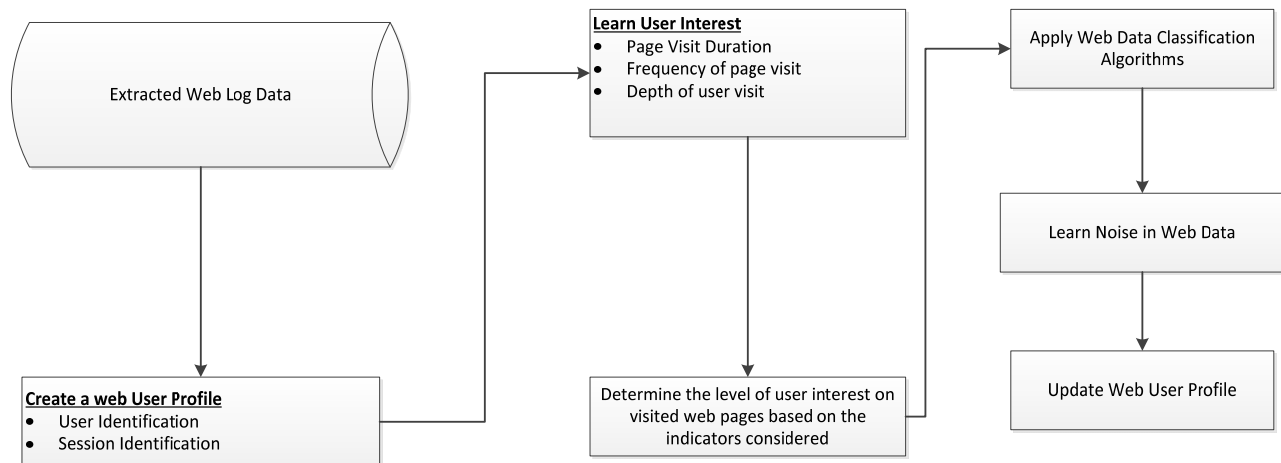 Extracted Web Log Data
Create a web User Profile
● User Identification
● Session Identification
Learn User Interest
● Page Visit Duration
● Frequency of page visit
● Depth of user visit
Determine the level of user interest on
visited web pages based on the
indicators considered
Apply Web Data Classification
Algorithms
Learn Noise in Web Data
Update Web User Profile